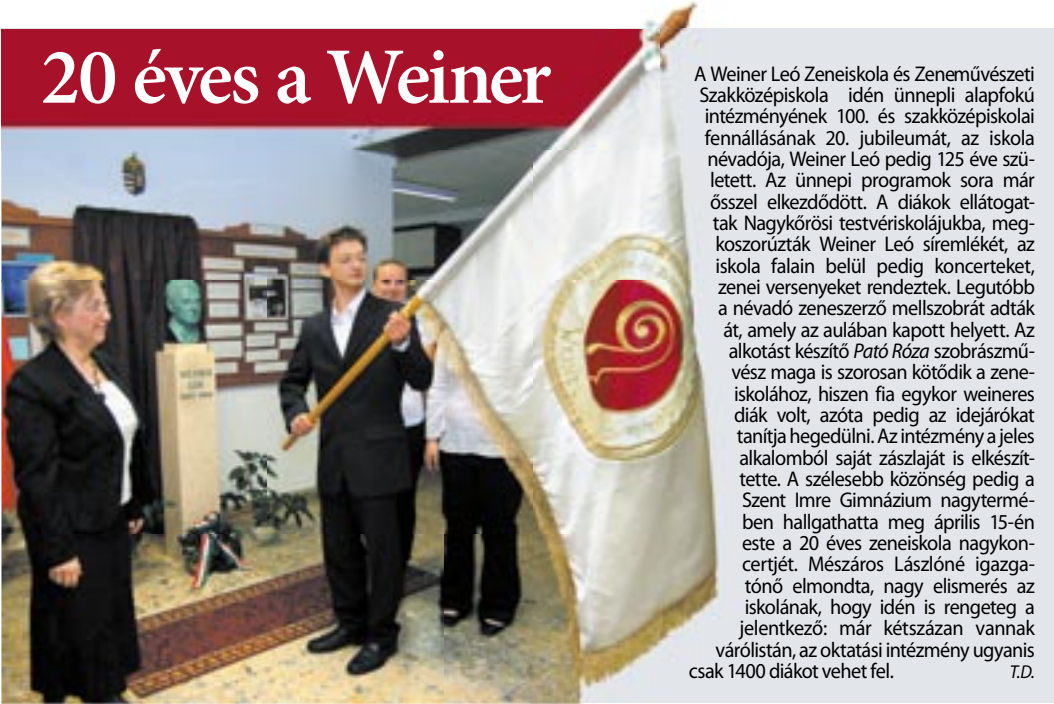 20 éves a Weiner
A Weiner Leó Zeneiskola és Zeneművészeti
Szakközépiskola idén ünnepli alapfokú
intézményének 100. és szakközépiskolai
fennállásának 20. jubileumát, az iskola
névadója, Weiner Leó pedig 125 éve szü-
letett. Az ünnepi programok sora már
ősszel elkezdődött. A diákok ellátogat-
tak Nagykőrösi testvériskolájukba, meg-
koszorúzták Weiner Leó síremlékét, az
iskola falain belül pedig koncerteket,
zenei versenyeket rendeztek. Legutóbb
a névadó zeneszerző mellszobrát adták
át, amely az aulában kapott helyett. Az
alkotást készítő Pató Róza szobrászmű-
vész maga is szorosan kötődik a zene-
iskolához, hiszen fia egykor weineres
diák volt, azóta pedig az idejárókat
tanítja hegedülni. Az intézmény a jeles
alkalomból saját zászlaját is elkészít-
tette. A szélesebb közönség pedig a
Szent Imre Gimnázium nagytermé-
ben hallgathatta meg április 15-én
este a 20 éves zeneiskola nagykon-
certjét. Mészáros Lászlóné igazga-
tónő elmondta, nagy elismerés az
iskolának, hogy idén is rengeteg a
jelentkező: már kétszázan vannak
várólistán, az oktatási intézmény ugyanis
csak 1400 diákot vehet fel. T.D.
WEINER
LEÓ